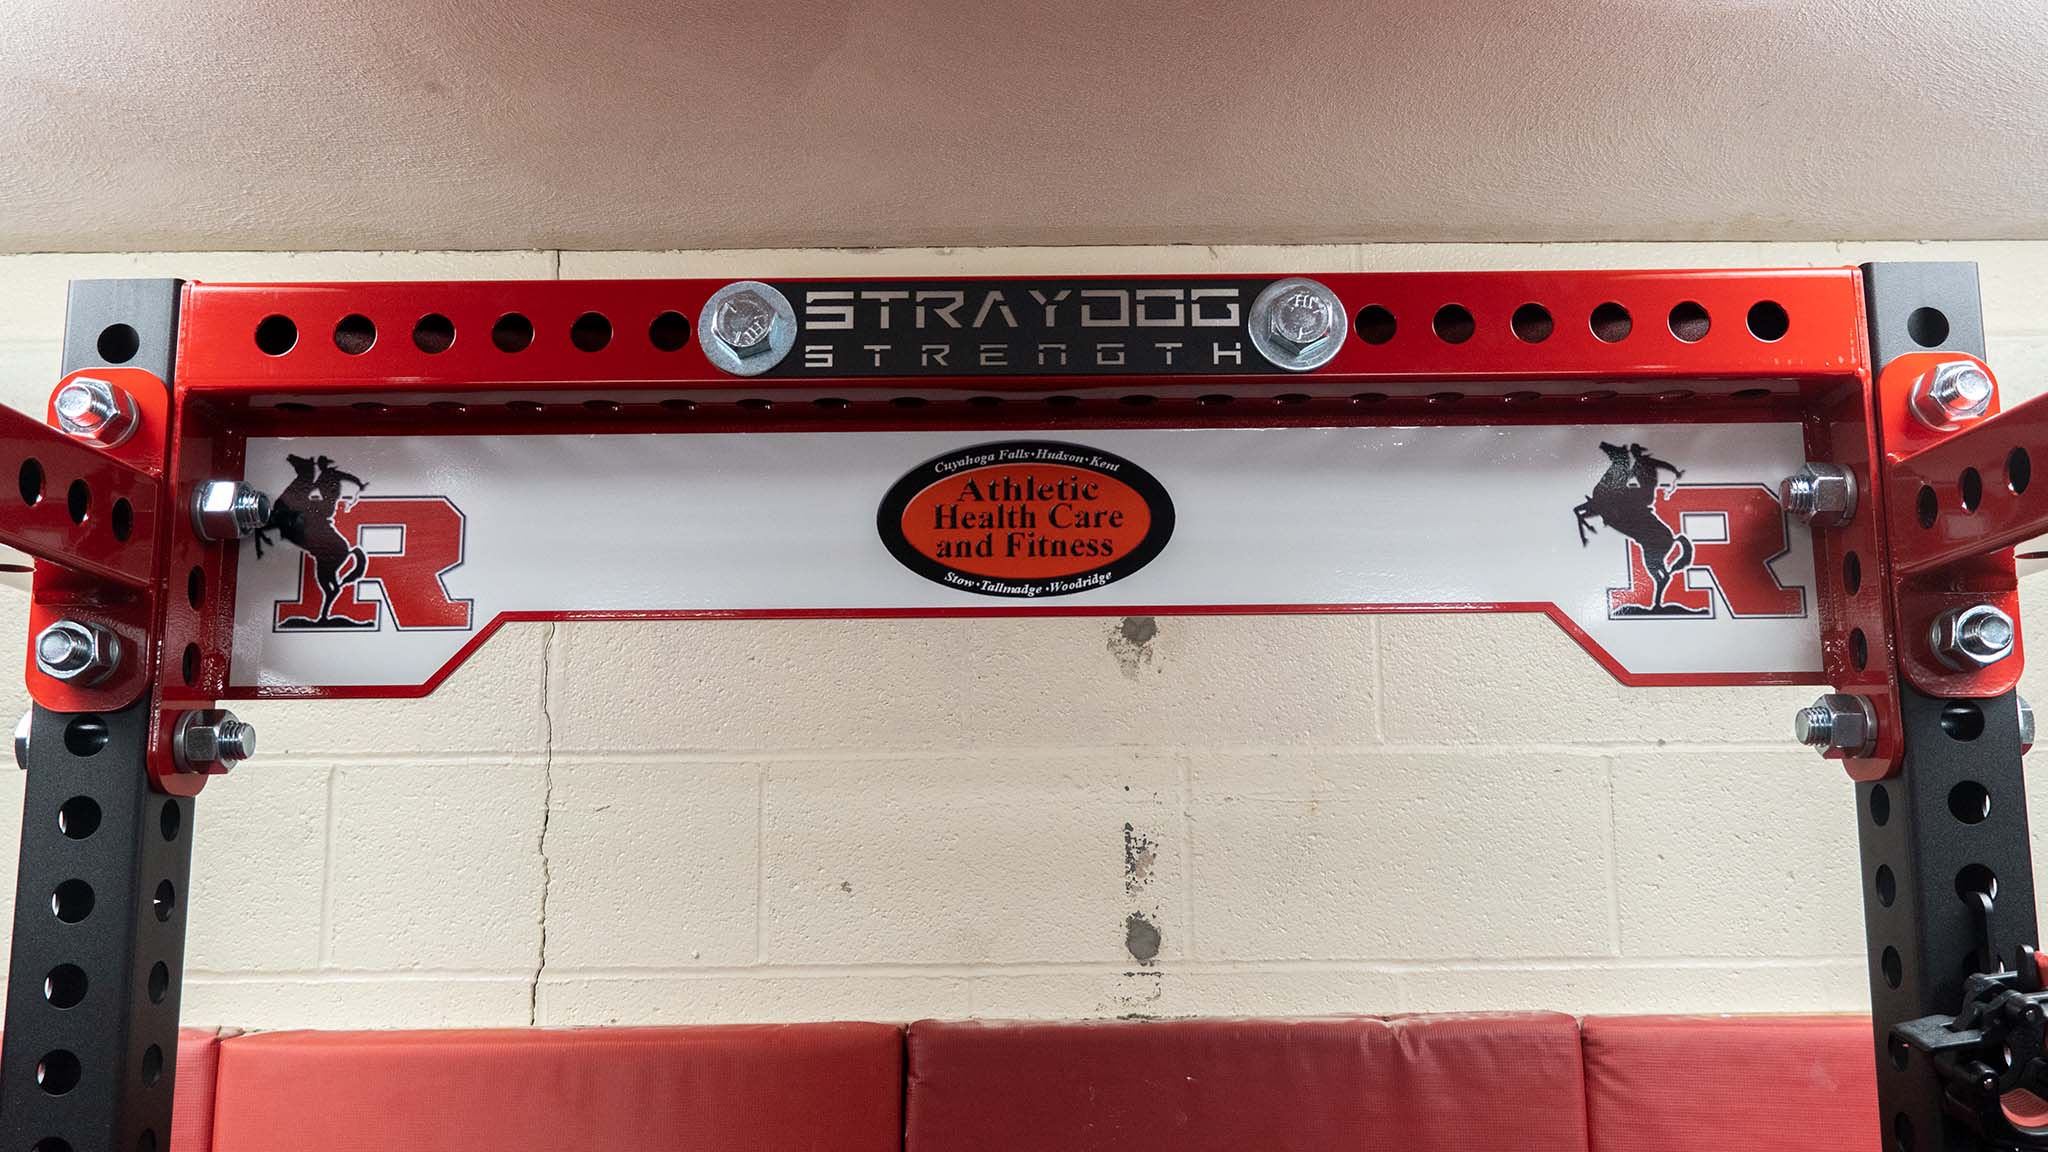 STRAYDOG
STRENGTH
Cuyahoga Falls•Hudson•Kent
Athletic
Health Care
and Fitness
Stow•Tallmadge•Woodridge
R
R